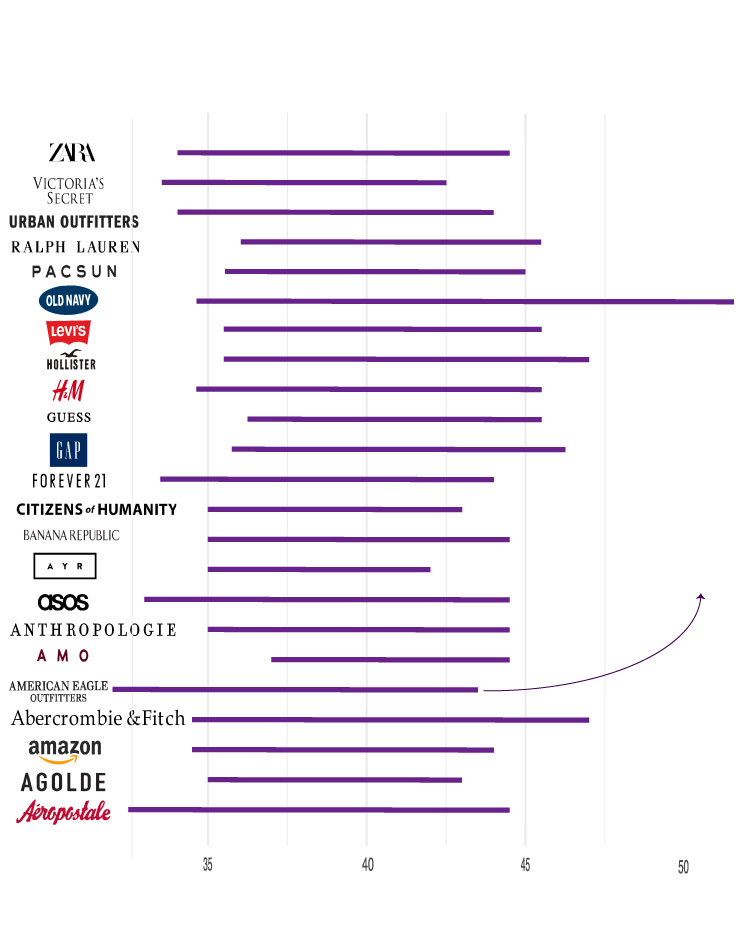 ZARA
VICTORIA'S
SECRET
URBAN OUTFITTERS
RALPH LAUREN
PACSUN
OLD NAVY
Levi's
HOLLISTER
H&M
GUESS
GAP
FOREVER 21
CITIZENS of HUMANITY
BANANA REPUBLIC
AYR
asos
ANTHROPOLOGIE
AMO
AMERICAN EAGLE
OUTFITTERS
Abercrombie & Fitch
amazon
AGOLDE
Aéropostale
35 40 45 50